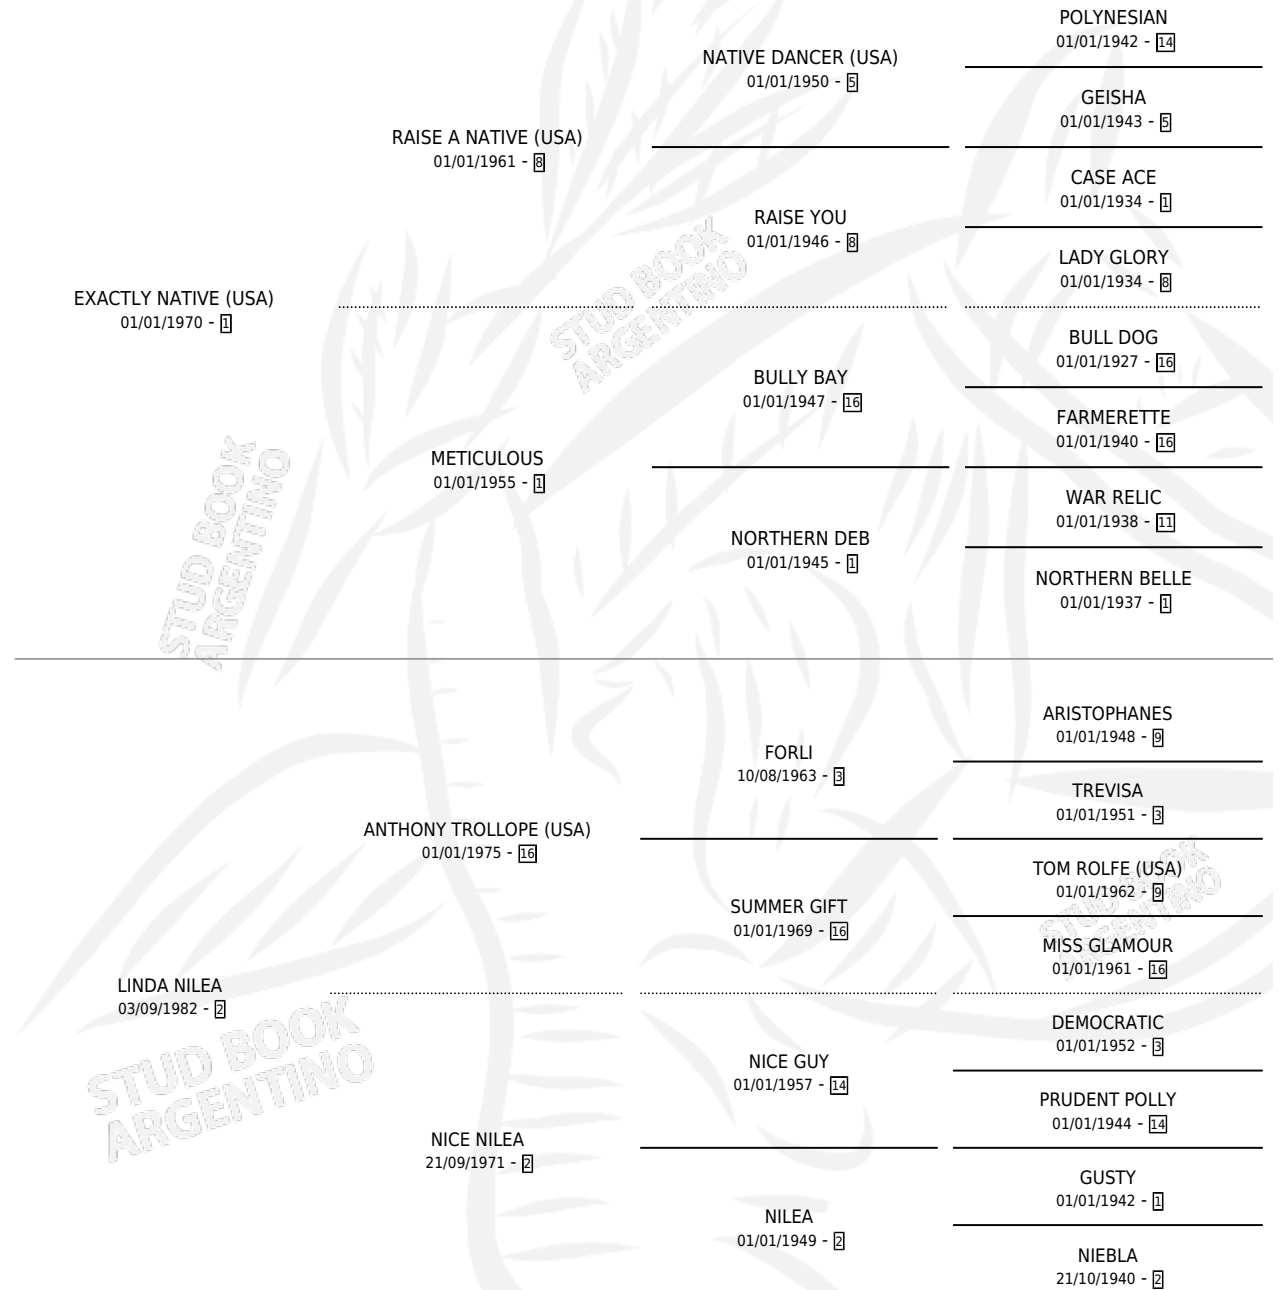 POLYNESIAN
01/01/1942 - 14
NATIVE DANCER (USA)
01/01/1950 - 5
GEISHA
01/01/1943 - 5
RAISE A NATIVE (USA)
01/01/1961 - 8
CASE ACE
01/01/1934 - 1
RAISE YOU
01/01/1946 - 8
LADY GLORY
01/01/1934 - 8
EXACTLY NATIVE (USA)
01/01/1970 - 1
BULL DOG
01/01/1927 - 16
BULLY BAY
01/01/1947 - 16
FARMERETTE
01/01/1940 - 16
METICULOUS
01/01/1955 - 1
WAR RELIC
01/01/1938 - 11
NORTHERN DEB
01/01/1945 - 1
NORTHERN BELLE
01/01/1937 - 1
ARISTOPHANES
01/01/1948 - 9
FORLI
10/08/1963 - 3
TREVISA
01/01/1951 - 3
ANTHONY TROLLOPE (USA)
01/01/1975 - 16
TOM ROLFE (USA)
01/01/1962 - 9
SUMMER GIFT
01/01/1969 - 16
MISS GLAMOUR
01/01/1961 - 16
LINDA NILEA
03/09/1982 - 2
DEMOCRATIC
01/01/1952 - 3
NICE GUY
01/01/1957 - 14
PRUDENT POLLY
01/01/1944 - 14
NICE NILEA
21/09/1971 - 2
GUSTY
01/01/1942 - 1
NILEA
01/01/1949 - 2
NIEBLA
21/10/1940 - 2
STUD BOOK
ARGENTINO
STUD BOOK
ARGENTINO
STUD BOOK
ARGENTINO
STUD BOOK
ARGENTINO